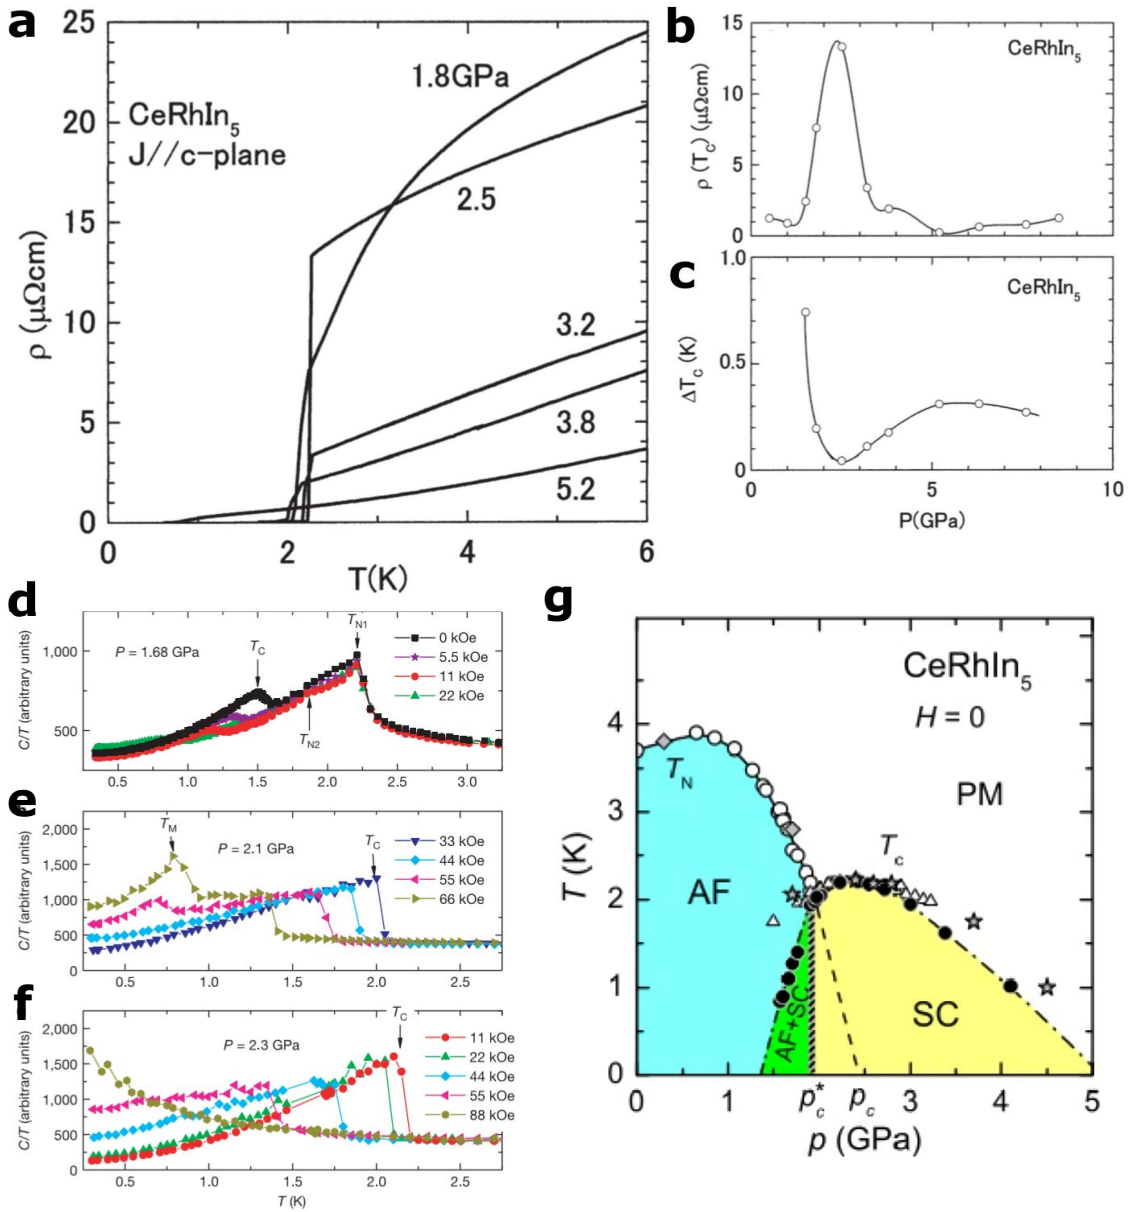 a
25
20
15
10
5
0
ρ (μΩcm)
CeRhIn5
J//c-plane
1.8GPa
2.5
3.2
3.8
5.2
0
2
4
6
T(K)
b
15
10
5
0
ρ (Tc) (μΩcm)
CeRhIn5
c
1.0
0.5
0
ΔTc (K)
CeRhIn5
0
5
10
P(GPa)
d
C/T (arbitrary units)
1,000
500
P = 1.68 GPa
TC
TN1
TN2
0 kOe
5.5 kOe
11 kOe
22 kOe
0.5 1.0 1.5 2.0 2.5 3.0
e
C/T (arbitrary units)
2,000
1,500
1,000
500
0
TM
P = 2.1 GPa
TC
33 kOe
44 kOe
55 kOe
66 kOe
0.5 1.0 1.5 2.0 2.5
f
C/T (arbitrary units)
2,000
1,500
1,000
500
0
P = 2.3 GPa
TC
11 kOe
22 kOe
44 kOe
55 kOe
88 kOe
0.5 1.0 1.5 2.0 2.5
T (K)
g
CeRhIn5
H = 0
4
3
2
1
0
T (K)
TN
PM
Tc
AF
AF+SC
SC
0 1 pc* pc 3 4 5
p (GPa)